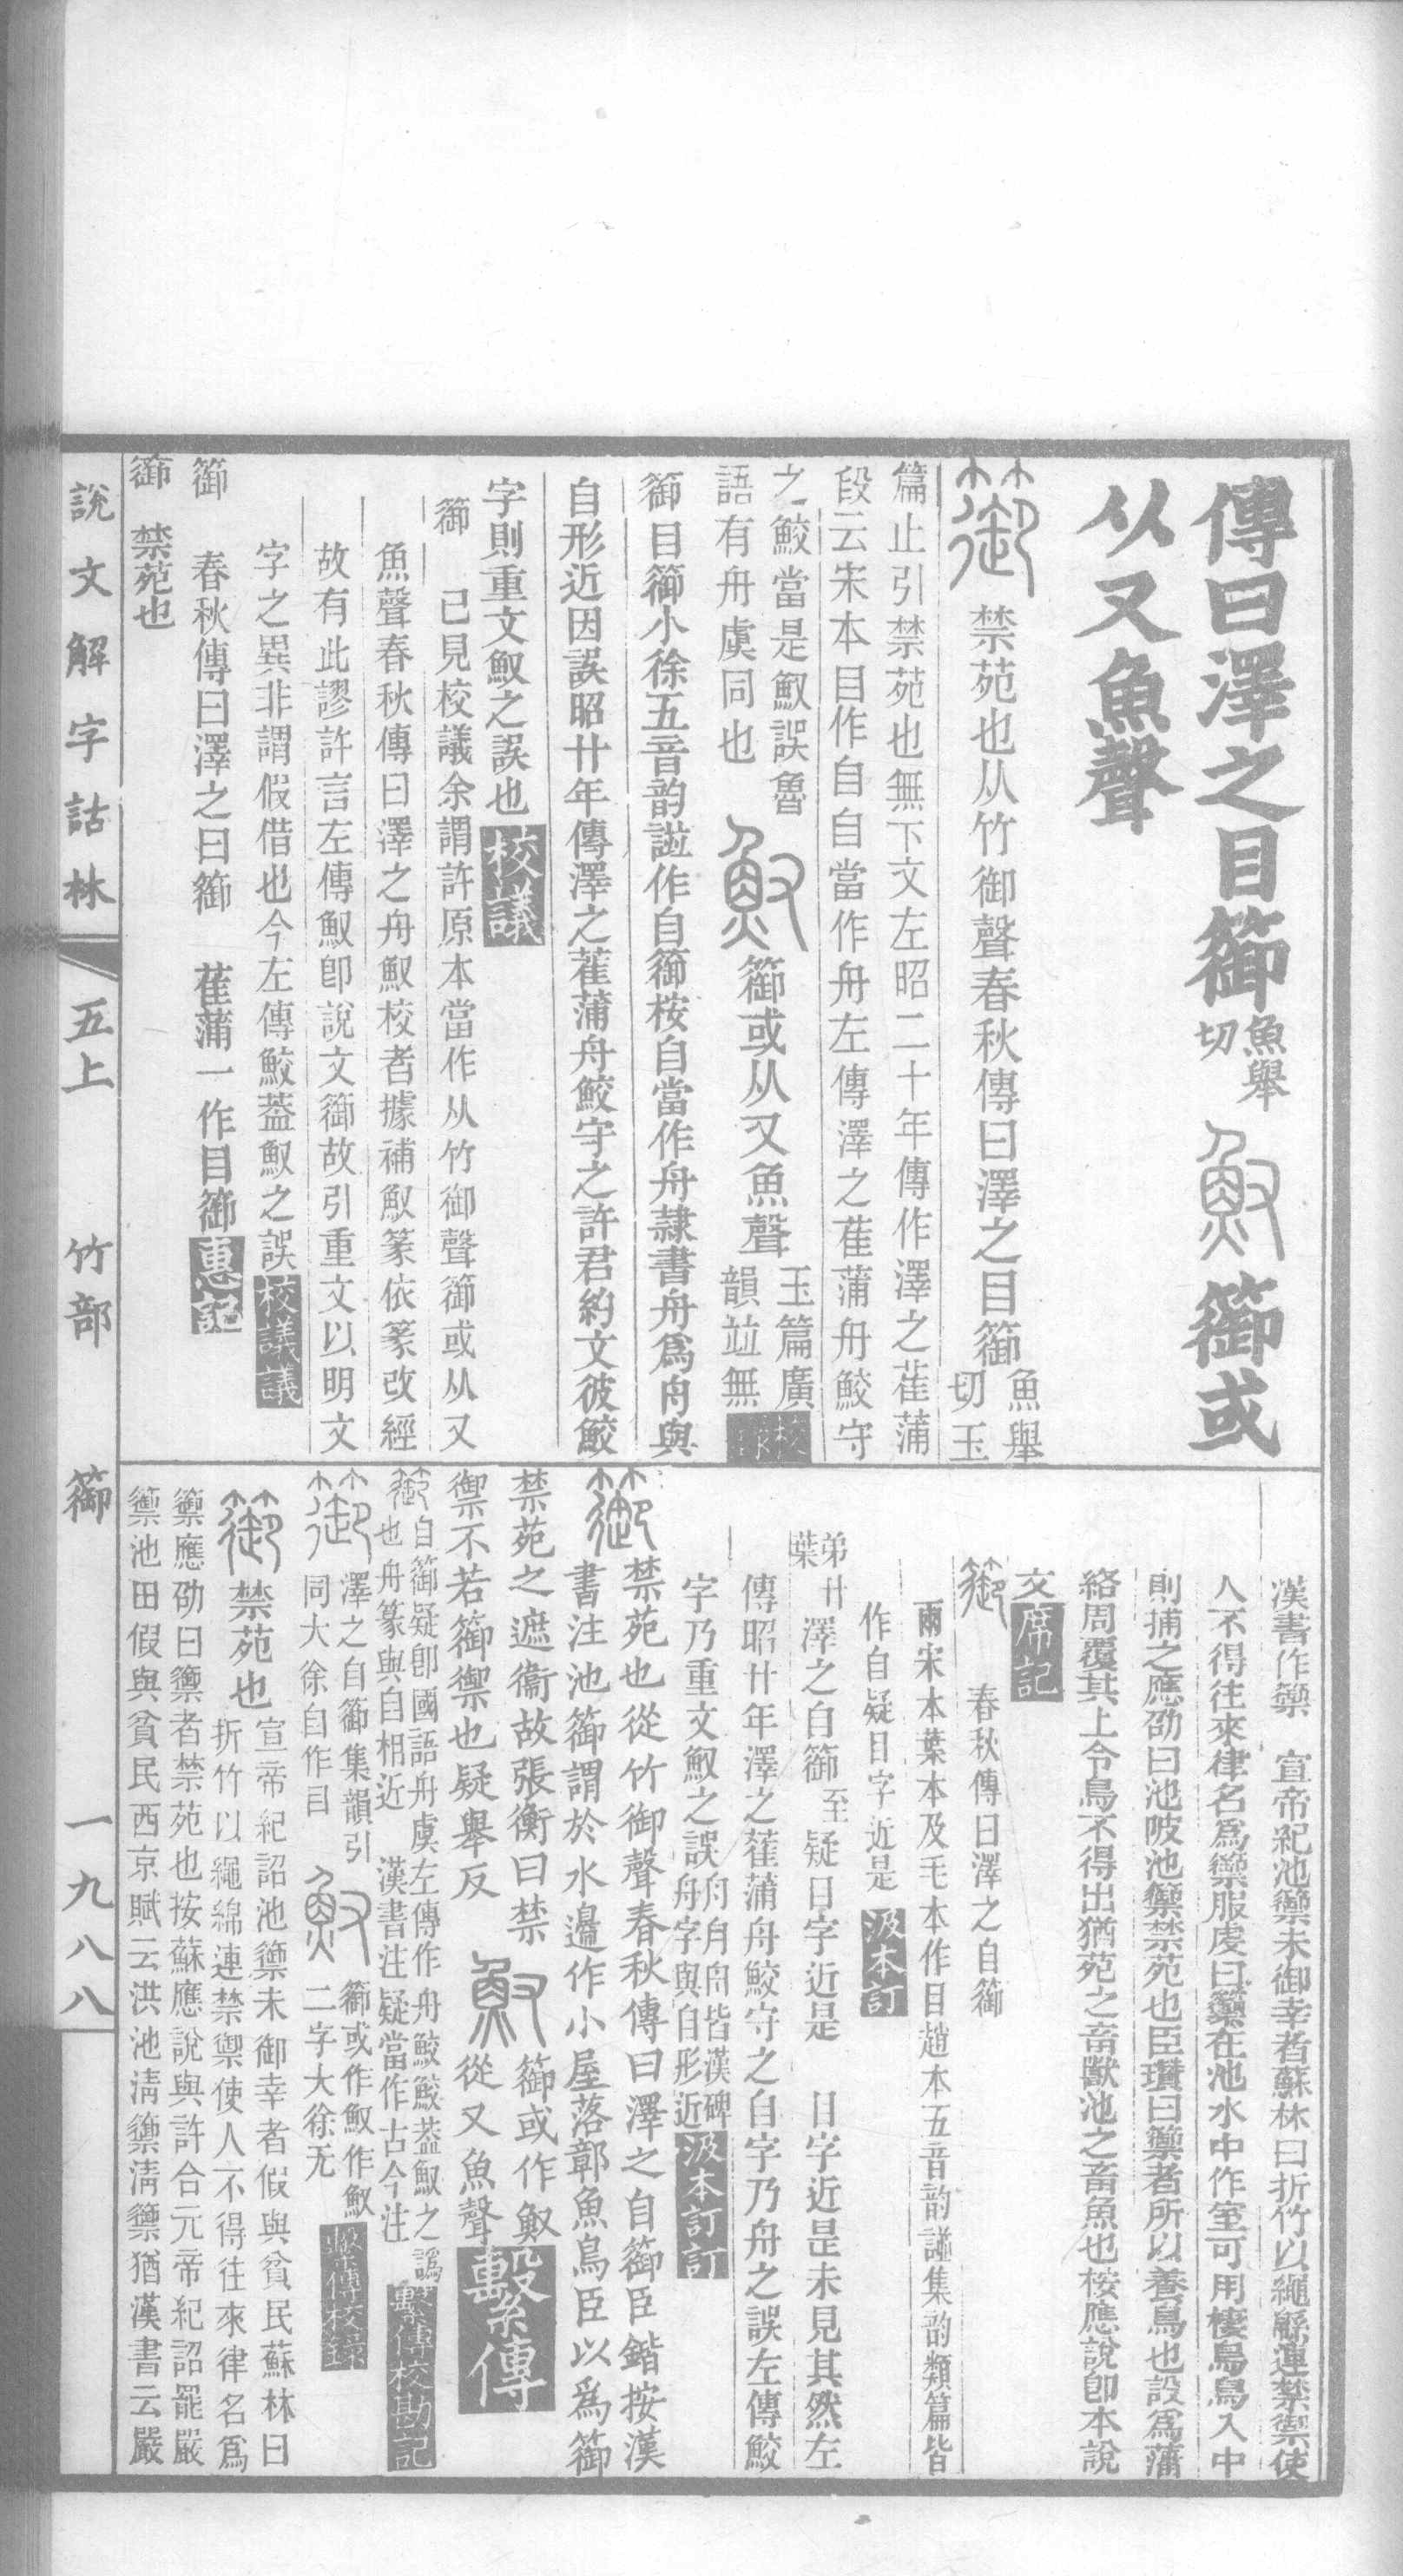 傳曰澤之目篽魚舉切䱷篽或
从又魚聲
篽禁苑也从竹御聲春秋傳曰澤之目篽魚舉切玉
篇止引禁苑也無下文左昭二十年傳作澤之萑蒲
段云宋本目作自自當作舟左傳澤之萑蒲舟鮫守
之鮫當是䱷誤魯語有舟虞同也 䱷篽或从又魚聲玉篇廣韻竝無
篽目篽小徐五音韵譜作自篽桉自當作舟隷書舟爲𦨈與
自形近因誤昭廿年傳澤之萑蒲舟鮫守之許君約文彼鮫
字則重文䱷之誤也校議
篽 已見校議余謂許原本當作从竹御聲篽或从又
魚聲春秋傳曰澤之舟䱷校者據補䱷篆依篆改經
故有此謬許言左傳䱷卽說文篽故引重文以明文
字之異非謂假借也今左傳鮫葢䱷之誤校議議
篽 春秋傳曰澤之曰篽 萑蒲一作目篽惠記
篽 禁苑也
漢書作籞 宣帝紀池籞未御幸者蘇林曰折竹以繩緜連禁禦使
人不得往來律名爲籞服虔曰籞在池水中作室可用棲鳥鳥入中
則捕之應劭曰池陂池籞禁苑也臣瓚曰籞者所以養鳥也設爲藩
絡周覆其上令鳥不得出猶苑之畜獸池之畜魚也桉應說卽本說
文席記
篽 春秋傳曰澤之自篽
兩宋本葉本及毛本作目趙本五音韵譜集韵類篇皆
作自疑目字近是汲本訂
弟廿葉 澤之自篽至疑目字近是 目字近是未見其然左
傳昭廿年澤之萑蒲舟鮫守之自字乃舟之誤左傳鮫
字乃重文䱷之誤舟𦨈𦨈皆漢碑舟字與自形近汲本訂訂
篽禁苑也從竹御聲春秋傳曰澤之自篽臣鍇按漢
書注池篽謂於水邊作小屋落鄣魚鳥臣以爲篽
禁苑之遮衞故張衡曰禁
禦不若篽禦也疑舉反 䱷篽或作䱷從又魚聲繫傳
篽自篽疑卽國語舟虞左傳作舟鮫鮫葢䱷之譌
也舟篆與自相近 漢書注疑當作古今注繫傳校勘記
篽澤之自篽集韻引同大徐自作目 䱷篽或作䱷作䱷二字大徐无繫傳校錄
篽禁苑也宣帝紀詔池籞未御幸者假與貧民蘇林曰
折竹以繩綿連禁禦使人不得往來律名爲
籞應劭曰籞者禁苑也按蘇應說與許合元帝紀詔罷嚴
籞池田假與貧民西京賦云洪池淸籞淸籞猶漢書云嚴
說文解字詁林 五上 竹部 篽 一九八八